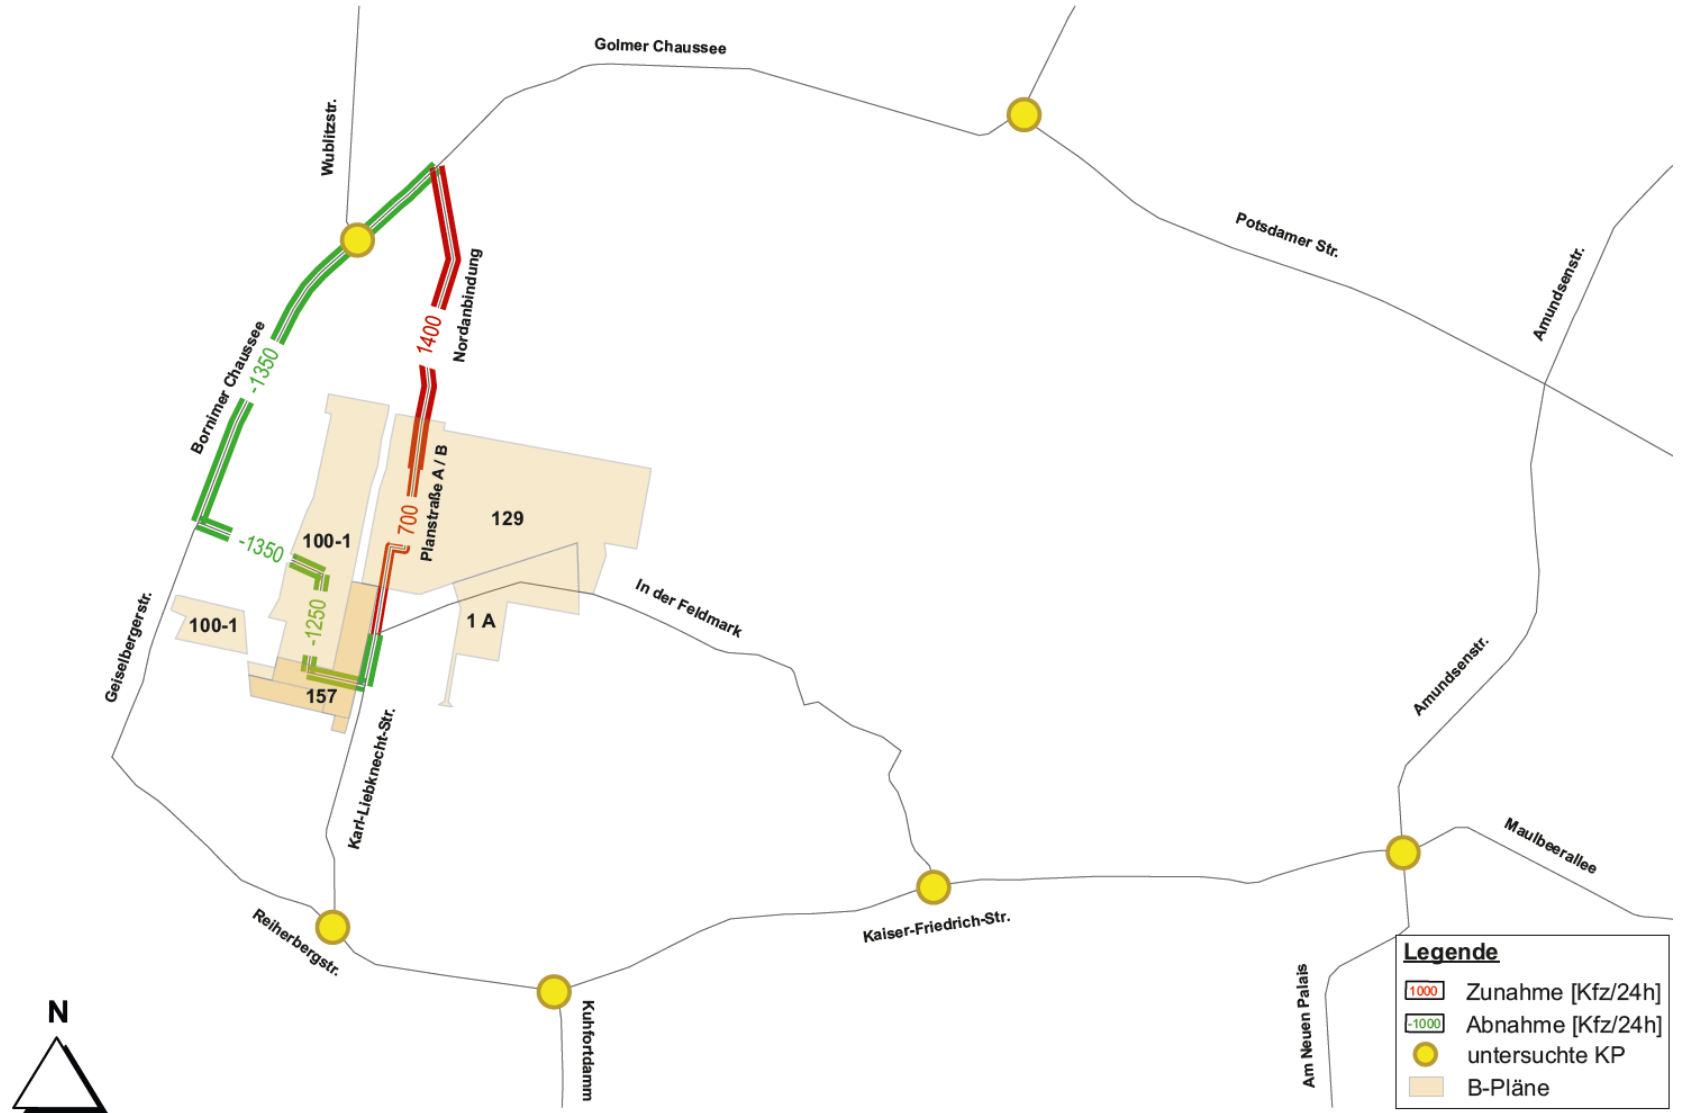 Golmer Chaussee
Wublitzstr.
Potsdamer Str.
Amundsenstr.
Nordanbindung
1400
Bornimer Chaussee
-1350
Planstraße A / B
700
129
100-1
-1350
In der Feldmark
Geiselbergerstr.
100-1
-1250
1 A
157
Amundsenstr.
Karl-Liebknecht-Str.
Maulbeerallee
Kaiser-Friedrich-Str.
Reiherbergstr.
Kuhfortdamm
Am Neuen Palais
N
Legende
1000 Zunahme [Kfz/24h]
-1000 Abnahme [Kfz/24h]
untersuchte KP
B-Pläne